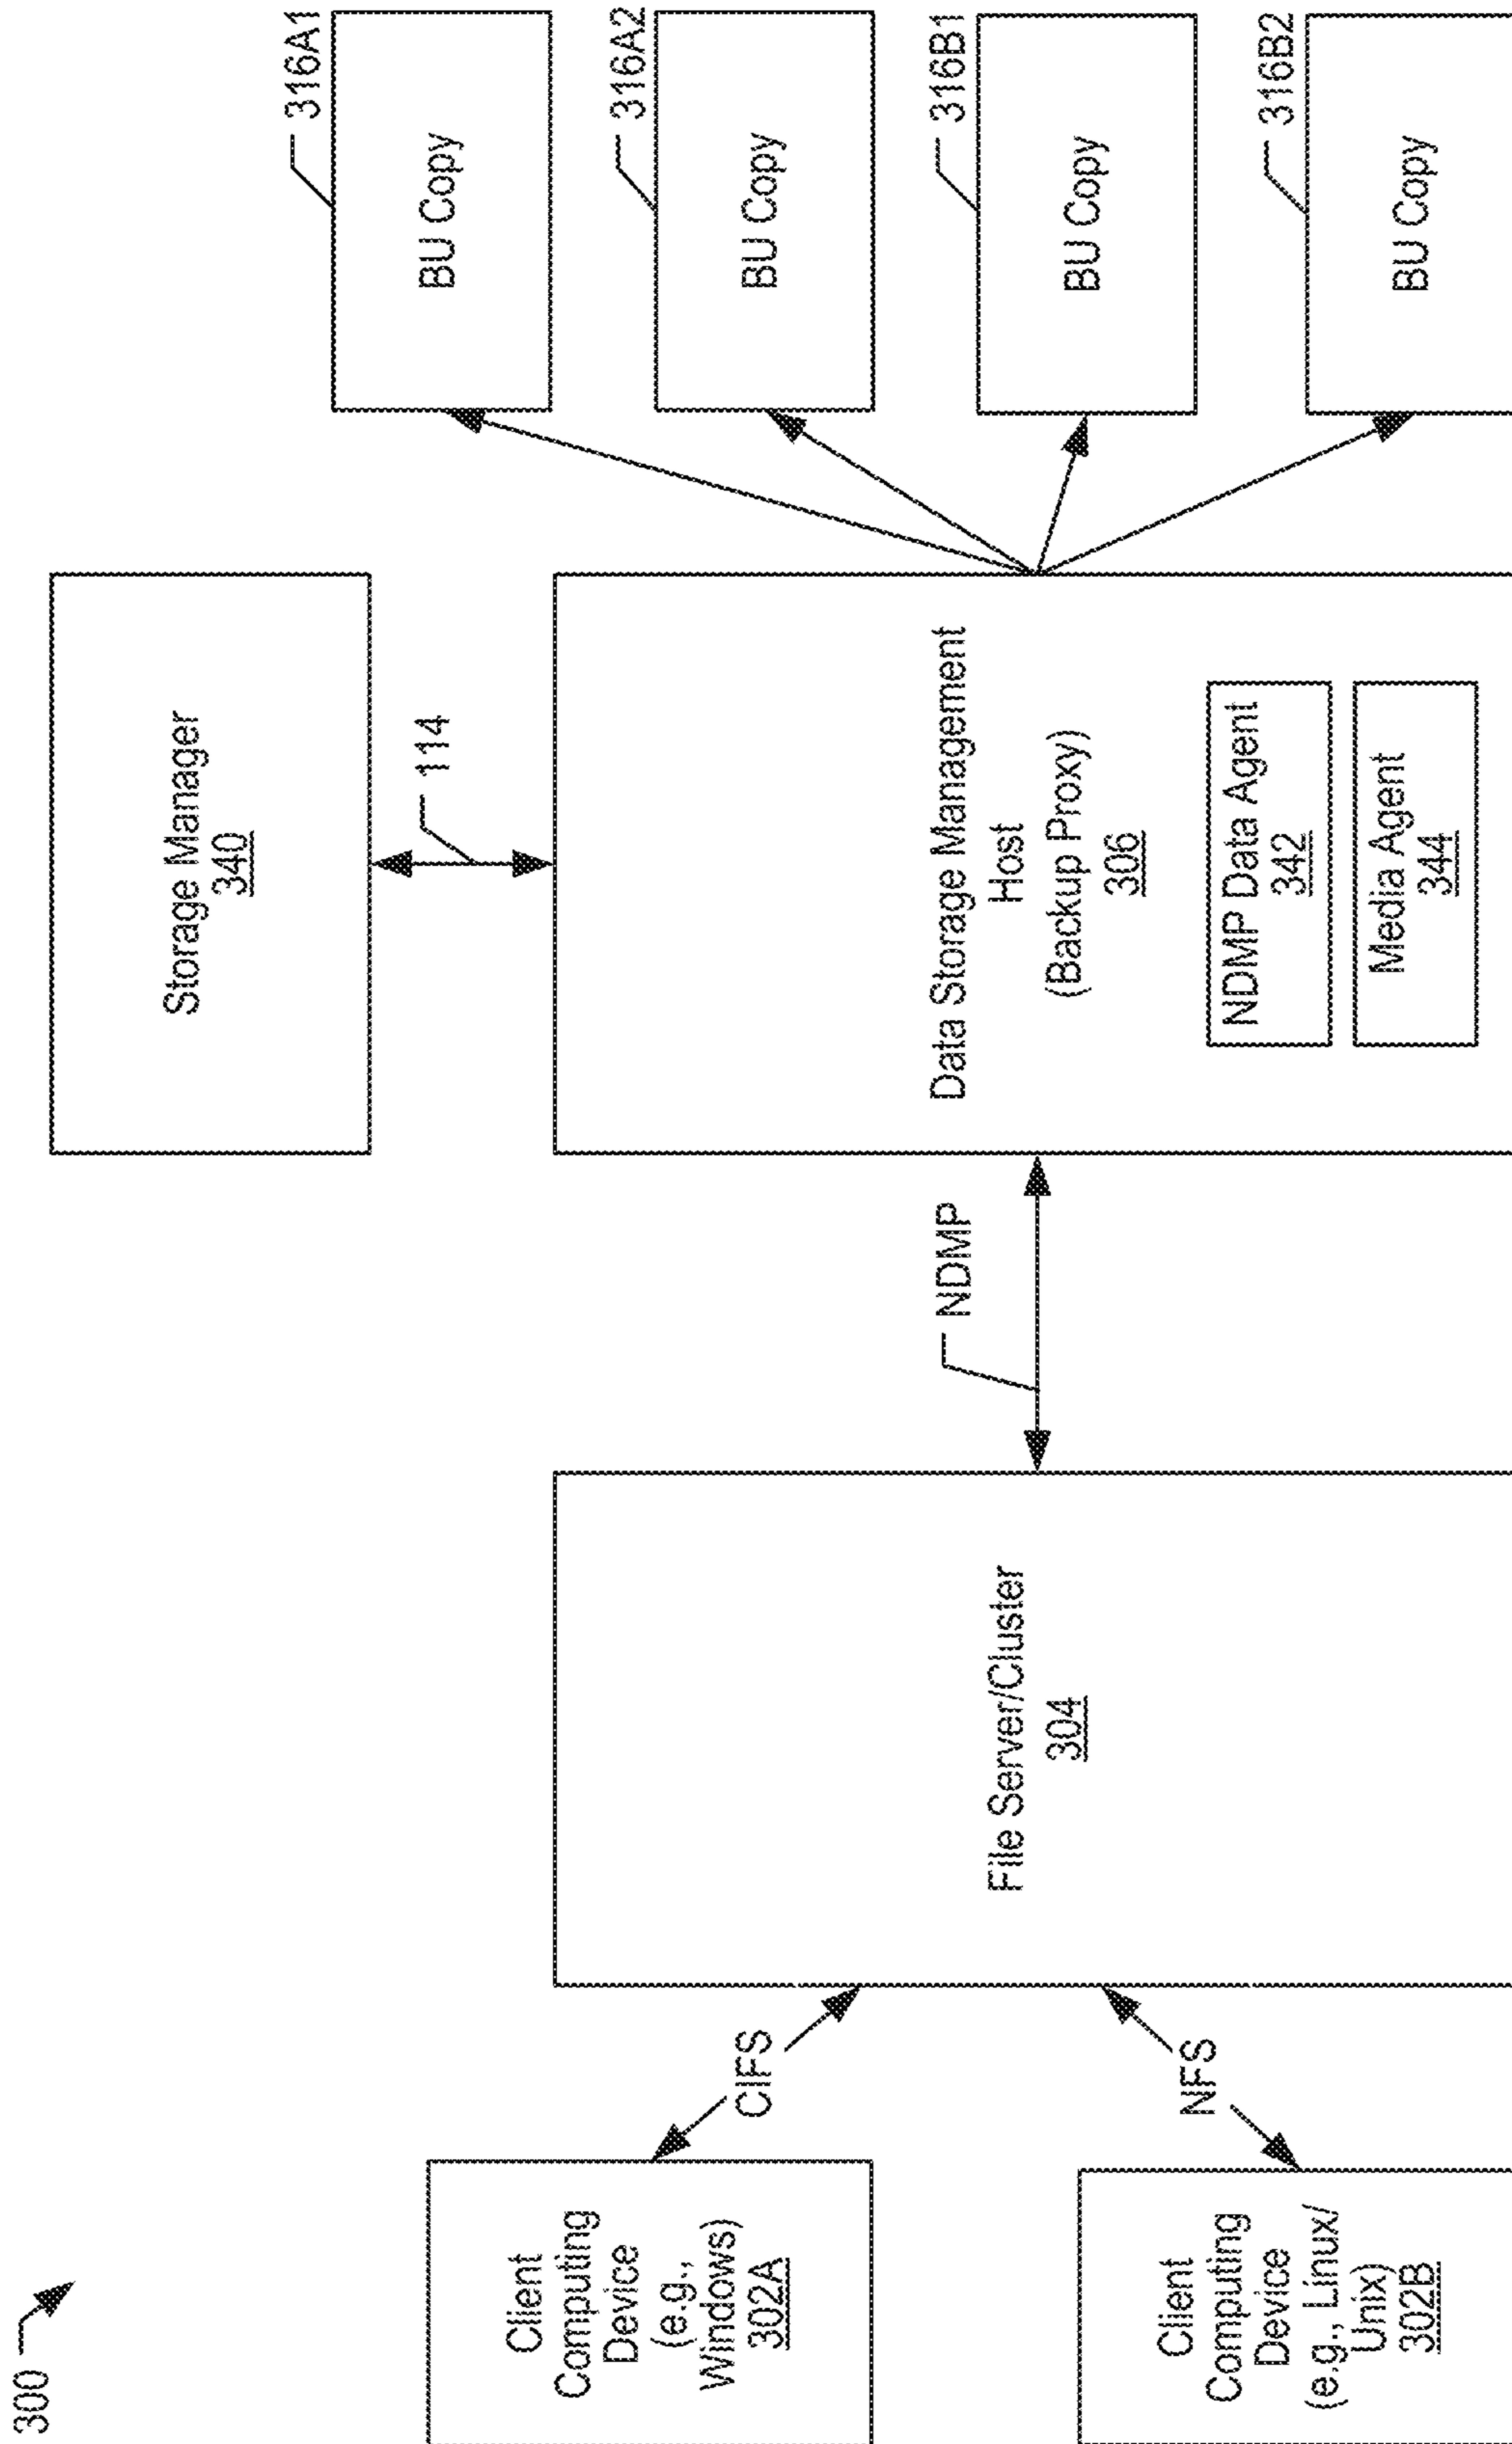 300
Client
Computing
Device
(e.g.,
Windows)
302A
Client
Computing
Device
(e.g., Linux/
Unix)
302B
CIFS
NFS
File Server/Cluster
304
NDMP
Storage Manager
340
114
Data Storage Management
Host
(Backup Proxy)
306
NDMP Data Agent
342
Media Agent
344
316A1
BU Copy
316A2
BU Copy
316B1
BU Copy
316B2
BU Copy